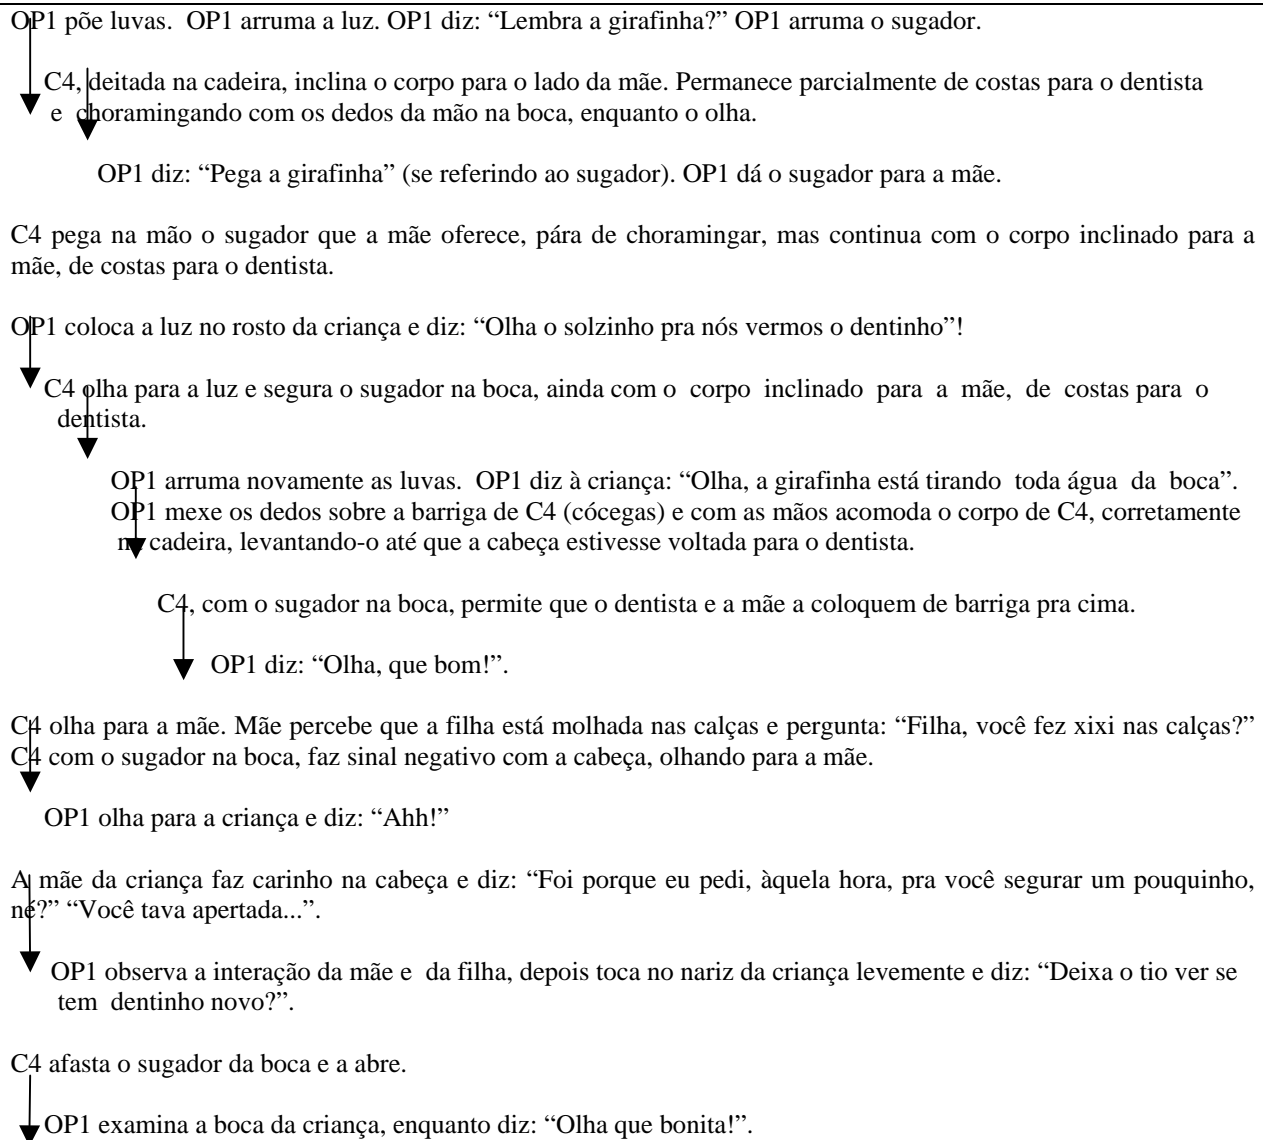 OP1 põe luvas. OP1 arruma a luz. OP1 diz: “Lembra a girafinha?” OP1 arruma o sugador.
C4, deitada na cadeira, inclina o corpo para o lado da mãe. Permanece parcialmente de costas para o dentista
e choramingando com os dedos da mão na boca, enquanto o olha.
OP1 diz: “Pega a girafinha” (se referindo ao sugador). OP1 dá o sugador para a mãe.
C4 pega na mão o sugador que a mãe oferece, pára de choramingar, mas continua com o corpo inclinado para a
mãe, de costas para o dentista.
OP1 coloca a luz no rosto da criança e diz: “Olha o solzinho pra nós vermos o dentinho”!
C4 olha para a luz e segura o sugador na boca, ainda com o corpo inclinado para a mãe, de costas para o
dentista.
OP1 arruma novamente as luvas. OP1 diz à criança: “Olha, a girafinha está tirando toda água da boca”.
OP1 mexe os dedos sobre a barriga de C4 (cócegas) e com as mãos acomoda o corpo de C4, corretamente
na cadeira, levantando-o até que a cabeça estivesse voltada para o dentista.
C4, com o sugador na boca, permite que o dentista e a mãe a coloquem de barriga pra cima.
OP1 diz: “Olha, que bom!”.
C4 olha para a mãe. Mãe percebe que a filha está molhada nas calças e pergunta: “Filha, você fez xixi nas calças?”
C4 com o sugador na boca, faz sinal negativo com a cabeça, olhando para a mãe.
OP1 olha para a criança e diz: “Ahh!”
A mãe da criança faz carinho na cabeça e diz: “Foi porque eu pedi, àquela hora, pra você segurar um pouquinho,
né?” “Você tava apertada...”.
OP1 observa a interação da mãe e da filha, depois toca no nariz da criança levemente e diz: “Deixa o tio ver se
tem dentinho novo?”.
C4 afasta o sugador da boca e a abre.
OP1 examina a boca da criança, enquanto diz: “Olha que bonita!”.